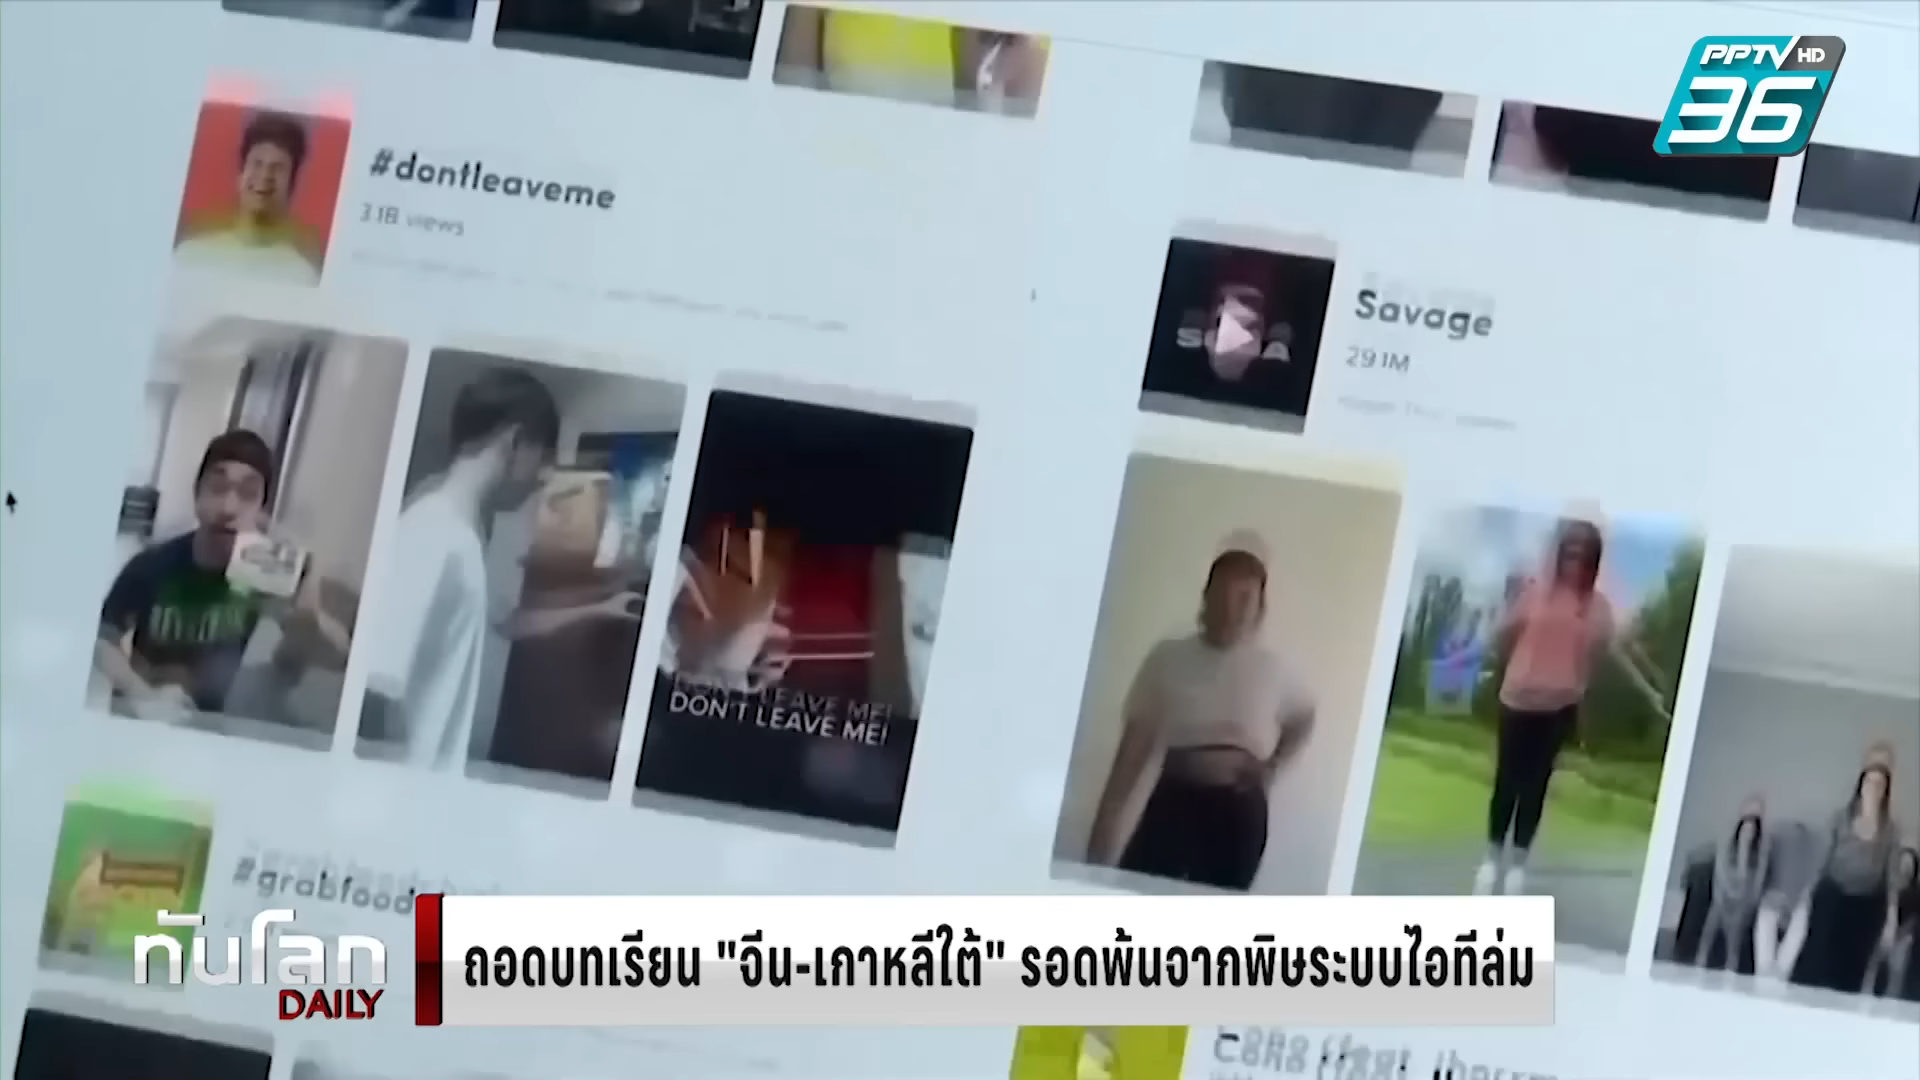 PPTV HD
36
#dontleaveme
3.1B views
Savage
29.1M
DON'T LEAVE ME!
DON'T LEAVE ME!
#grabfood
ทันโลก
DAILY
ถอดบทเรียน "จีน-เกาหลีใต้" รอดพ้นจากพิษระบบไอทีล่ม